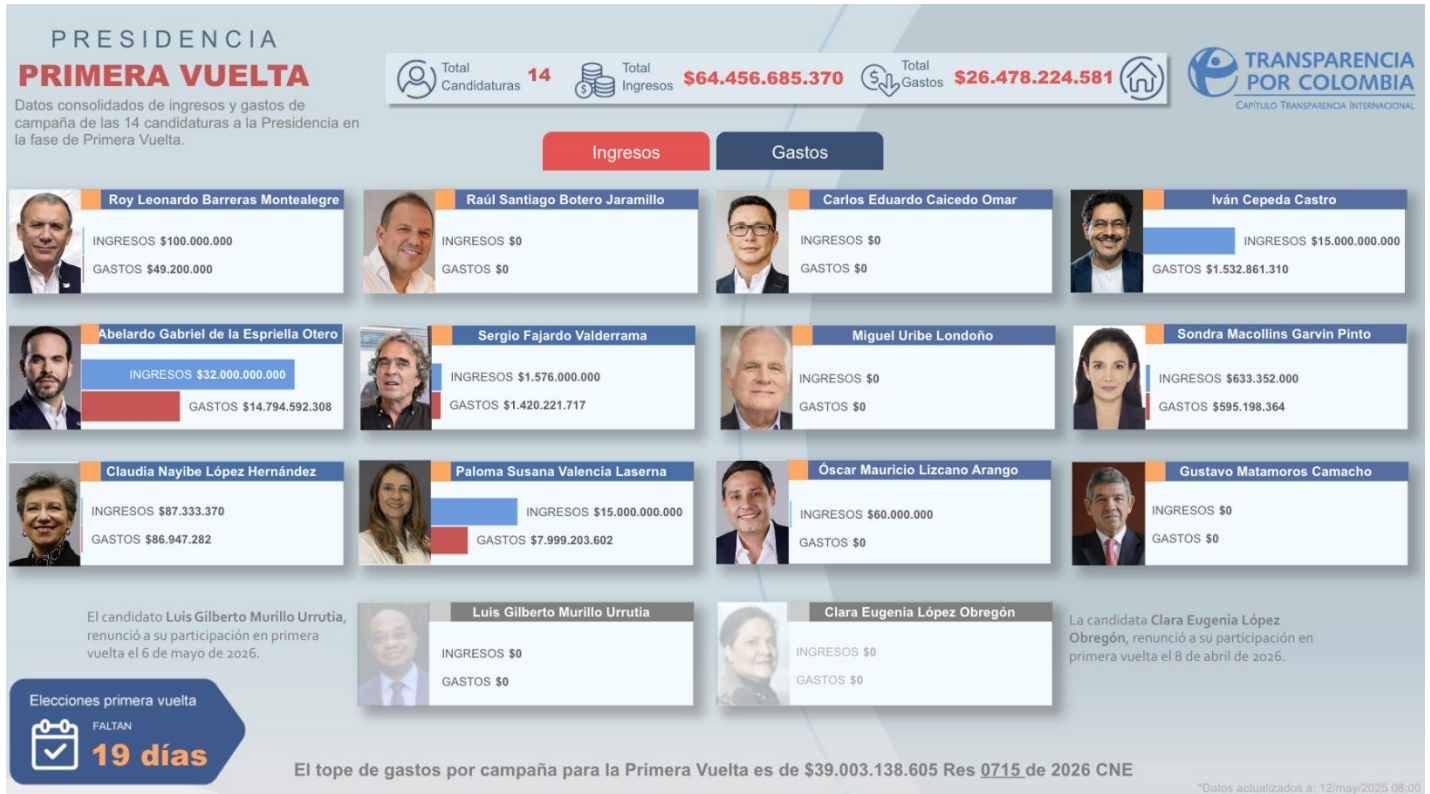 PRESIDENCIA
PRIMERA VUELTA
Datos consolidados de ingresos y gastos de
campaña de las 14 candidaturas a la Presidencia en
la fase de Primera Vuelta.
Total
Candidaturas 14
Total
Ingresos $64.456.685.370
Total
Gastos $26.478.224.581
TRANSPARENCIA
POR COLOMBIA
CAPÍTULO TRANSPARENCIA INTERNACIONAL
Ingresos
Gastos
Roy Leonardo Barreras Montealegre
INGRESOS $100.000.000
GASTOS $49.200.000
Raúl Santiago Botero Jaramillo
INGRESOS $0
GASTOS $0
Carlos Eduardo Caicedo Omar
INGRESOS $0
GASTOS $0
Iván Cepeda Castro
INGRESOS $15.000.000.000
GASTOS $1.532.861.310
Abelardo Gabriel de la Espriella Otero
INGRESOS $32.000.000.000
GASTOS $14.794.592.308
Sergio Fajardo Valderrama
INGRESOS $1.576.000.000
GASTOS $1.420.221.717
Miguel Uribe Londoño
INGRESOS $0
GASTOS $0
Sondra Macollins Garvin Pinto
INGRESOS $633.352.000
GASTOS $595.198.364
Claudia Nayibe López Hernández
INGRESOS $87.333.370
GASTOS $86.947.282
Paloma Susana Valencia Laserna
INGRESOS $15.000.000.000
GASTOS $7.999.203.602
Óscar Mauricio Lizcano Arango
INGRESOS $60.000.000
GASTOS $0
Gustavo Matamoros Camacho
INGRESOS $0
GASTOS $0
El candidato Luis Gilberto Murillo Urrutia,
renunció a su participación en primera
vuelta el 6 de mayo de 2026.
Luis Gilberto Murillo Urrutia
INGRESOS $0
GASTOS $0
Clara Eugenia López Obregón
INGRESOS $0
GASTOS $0
La candidata Clara Eugenia López
Obregón, renunció a su participación en
primera vuelta el 8 de abril de 2026.
Elecciones primera vuelta
FALTAN
19 días
El tope de gastos por campaña para la Primera Vuelta es de $39.003.138.605 Res 0715 de 2026 CNE
*Datos actualizados a: 12/may/2025 08:00